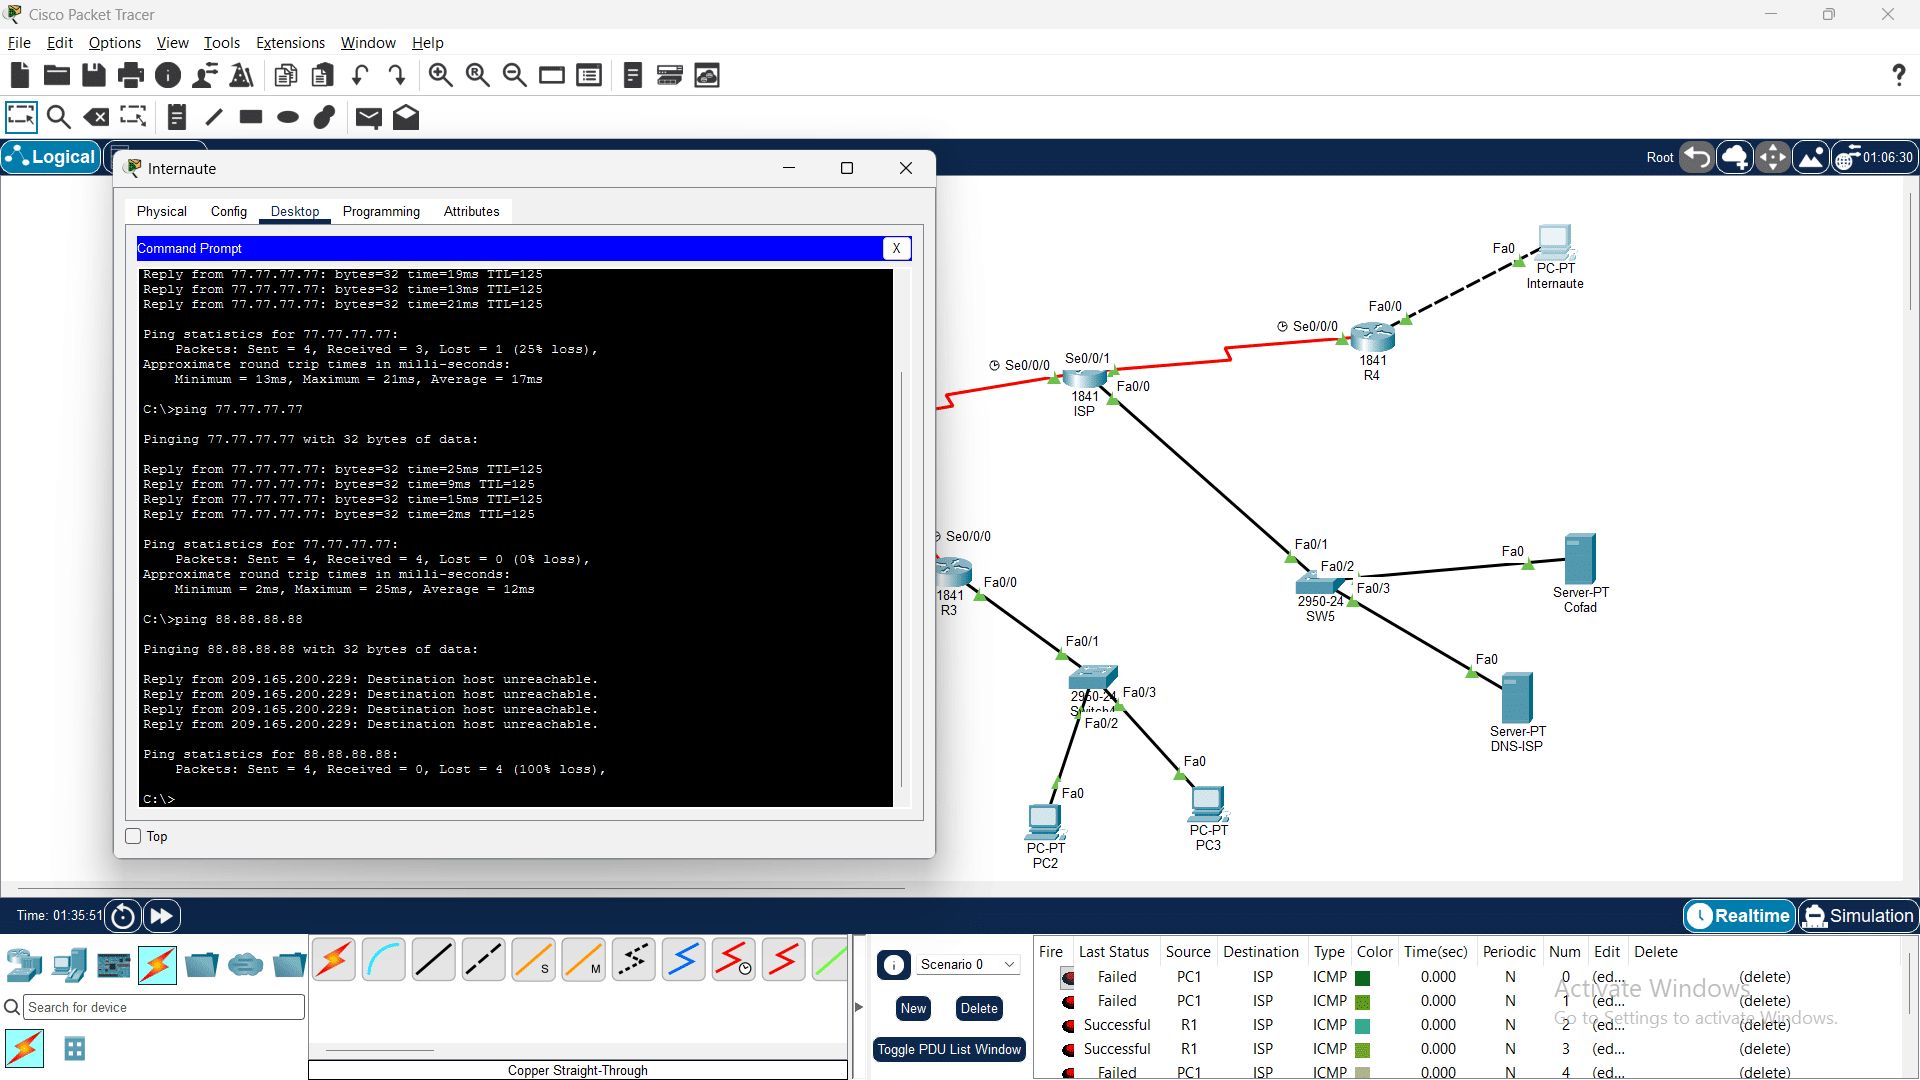 Cisco Packet Tracer
File Edit Options View Tools Extensions Window Help
Logical
Root
01:06:30
Internaute
Physical Config Desktop Programming Attributes
Command Prompt
X
Reply from 77.77.77.77: bytes=32 time=19ms TTL=125
Reply from 77.77.77.77: bytes=32 time=13ms TTL=125
Reply from 77.77.77.77: bytes=32 time=21ms TTL=125
Ping statistics for 77.77.77.77:
Packets: Sent = 4, Received = 3, Lost = 1 (25% loss),
Approximate round trip times in milli-seconds:
Minimum = 13ms, Maximum = 21ms, Average = 17ms
C:\>ping 77.77.77.77
Pinging 77.77.77.77 with 32 bytes of data:
Reply from 77.77.77.77: bytes=32 time=25ms TTL=125
Reply from 77.77.77.77: bytes=32 time=9ms TTL=125
Reply from 77.77.77.77: bytes=32 time=15ms TTL=125
Reply from 77.77.77.77: bytes=32 time=2ms TTL=125
Ping statistics for 77.77.77.77:
Packets: Sent = 4, Received = 4, Lost = 0 (0% loss),
Approximate round trip times in milli-seconds:
Minimum = 2ms, Maximum = 25ms, Average = 12ms
C:\>ping 88.88.88.88
Pinging 88.88.88.88 with 32 bytes of data:
Reply from 209.165.200.229: Destination host unreachable.
Reply from 209.165.200.229: Destination host unreachable.
Reply from 209.165.200.229: Destination host unreachable.
Reply from 209.165.200.229: Destination host unreachable.
Ping statistics for 88.88.88.88:
Packets: Sent = 4, Received = 0, Lost = 4 (100% loss),
C:\>
Top
Fa0
PC-PT
Internaute
Fa0/0
Se0/0/0
1841
R4
Se0/0/0
Se0/0/1
Fa0/0
1841
ISP
Se0/0/0
Fa0/0
1841
R3
Fa0/1
Fa0/2
Fa0/3
2950-24
SW5
Fa0
Server-PT
Cofad
Fa0
Server-PT
DNS-ISP
Fa0/1
2950-24
Switch4
Fa0/3
Fa0/2
Fa0
PC-PT
PC3
Fa0
PC-PT
PC2
Time: 01:35:51
Realtime
Simulation
S
M
Search for device
Copper Straight-Through
Scenario 0
New
Delete
Toggle PDU List Window
Fire Last Status Source Destination Type Color Time(sec) Periodic Num Edit Delete
Failed PC1 ISP ICMP 0.000 N 0 (ed... (delete)
Failed PC1 ISP ICMP 0.000 N 1 (ed... (delete)
Successful R1 ISP ICMP 0.000 N 2 (ed... (delete)
Successful R1 ISP ICMP 0.000 N 3 (ed... (delete)
Failed PC1 ISP ICMP 0.000 N 4 (ed... (delete)
Activate Windows
Go to Settings to activate Windows.